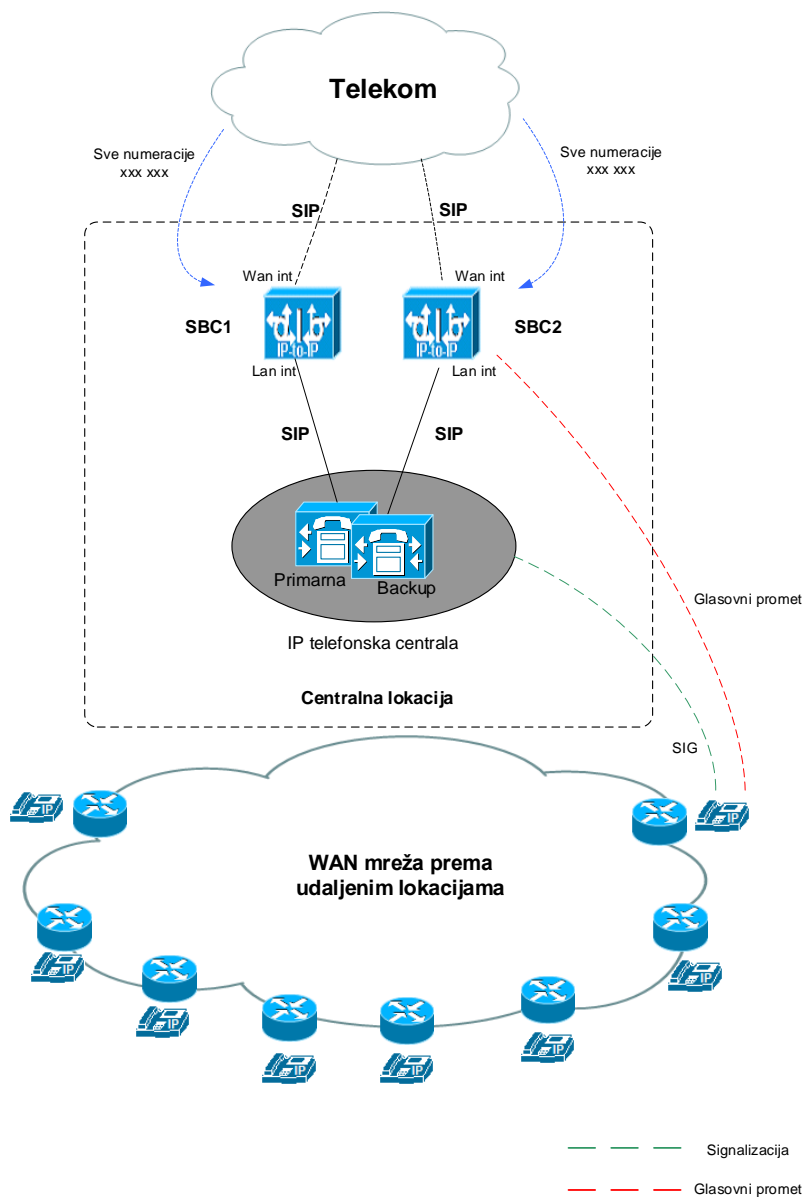 Telekom
Sve numeracije
xxx xxx
Sve numeracije
xxx xxx
SIP
SIP
Wan int
Wan int
SBC1
IP-to-IP
IP-to-IP
SBC2
Lan int
Lan int
SIP
SIP
Primarna
Backup
Glasovni promet
IP telefonska centrala
Centralna lokacija
SIG
IP
IP
WAN mreža prema
udaljenim lokacijama
IP
IP
IP
IP
IP
IP
Signalizacija
Glasovni promet